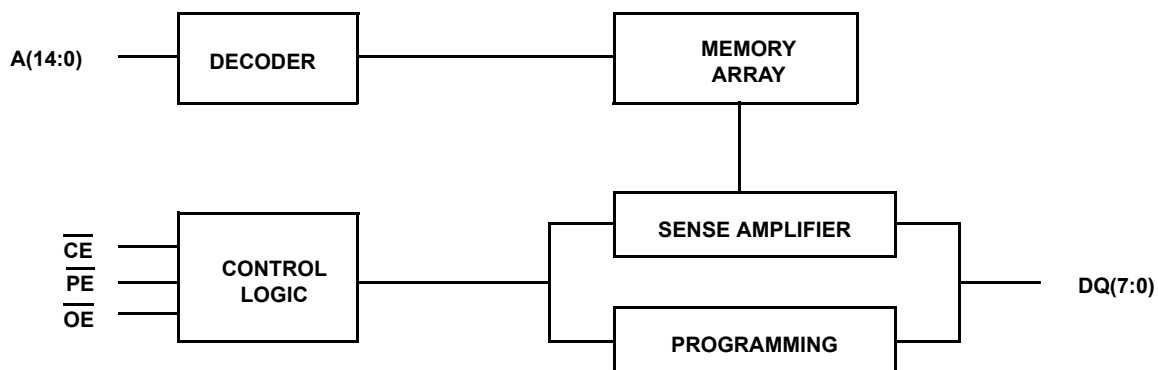 A(14:0)
DECODER
MEMORY
ARRAY
CE
PE
OE
CONTROL
LOGIC
SENSE AMPLIFIER
PROGRAMMING
DQ(7:0)